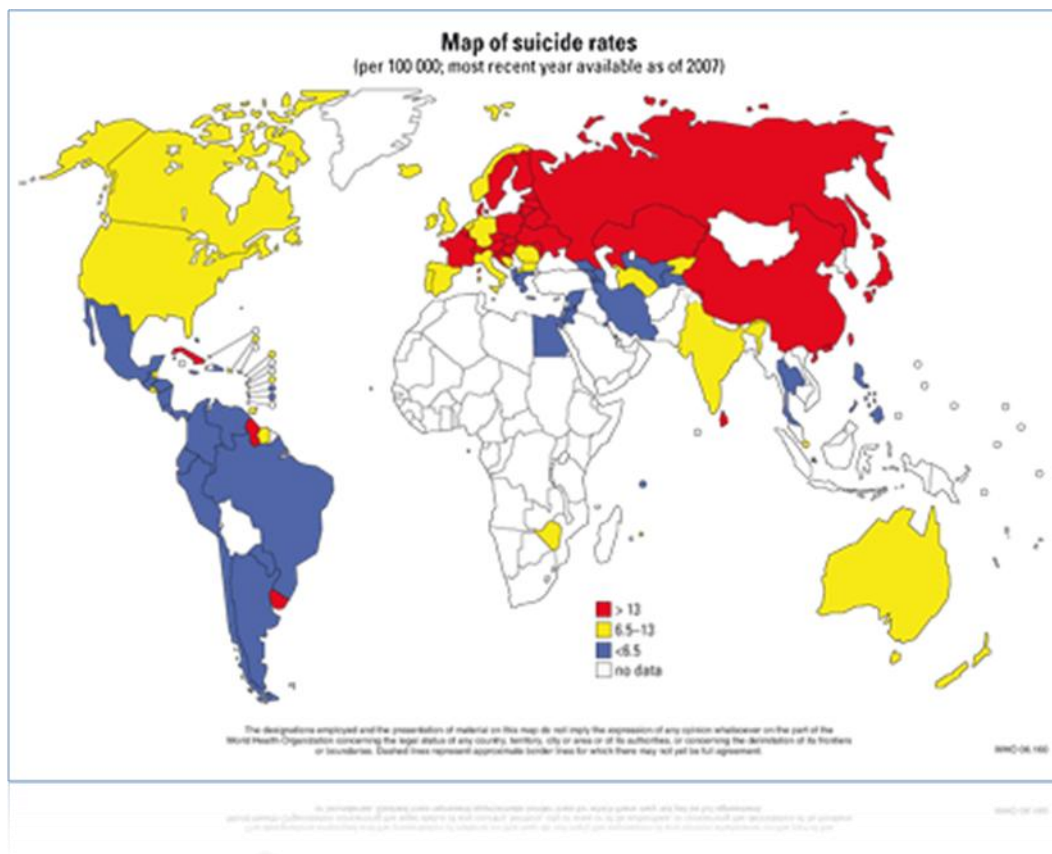 Map of suicide rates
(per 100 000; most recent year available as of 2007)
> 13
6.5–13
<6.5
no data
The designations employed and the presentation of material on this map do not imply the expression of any opinion whatsoever on the part of the
World Health Organization concerning the legal status of any country, territory, city or area or of its authorities, or concerning the delimitation of its frontiers
or boundaries. Dashed lines represent approximate border lines for which there may not yet be full agreement.